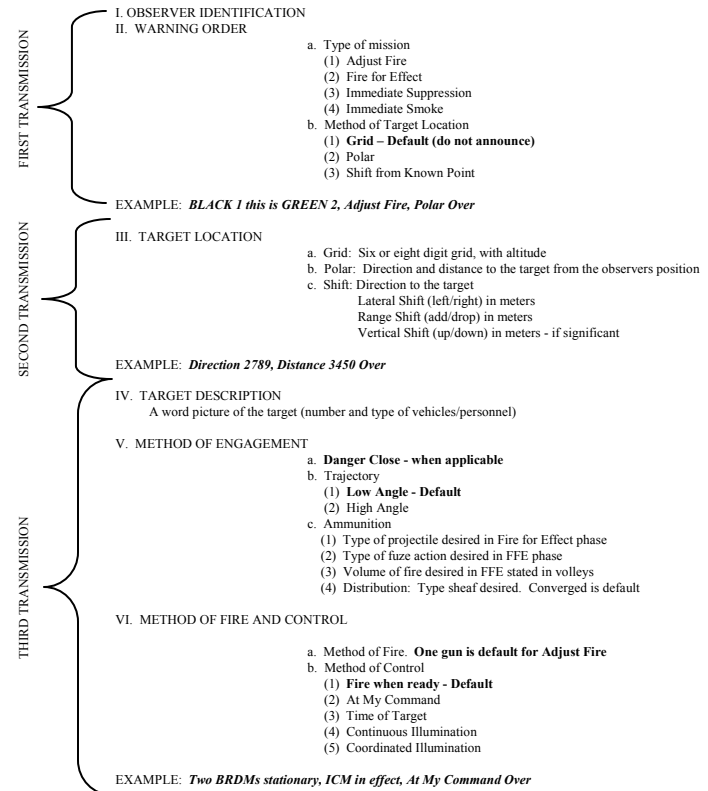 FIRST TRANSMISSION
I. OBSERVER IDENTIFICATION
II. WARNING ORDER
a. Type of mission
(1) Adjust Fire
(2) Fire for Effect
(3) Immediate Suppression
(4) Immediate Smoke
b. Method of Target Location
(1) Grid – Default (do not announce)
(2) Polar
(3) Shift from Known Point
EXAMPLE: BLACK 1 this is GREEN 2, Adjust Fire, Polar Over
SECOND TRANSMISSION
III. TARGET LOCATION
a. Grid: Six or eight digit grid, with altitude
b. Polar: Direction and distance to the target from the observers position
c. Shift: Direction to the target
Lateral Shift (left/right) in meters
Range Shift (add/drop) in meters
Vertical Shift (up/down) in meters - if significant
EXAMPLE: Direction 2789, Distance 3450 Over
THIRD TRANSMISSION
IV. TARGET DESCRIPTION
A word picture of the target (number and type of vehicles/personnel)
V. METHOD OF ENGAGEMENT
a. Danger Close - when applicable
b. Trajectory
(1) Low Angle - Default
(2) High Angle
c. Ammunition
(1) Type of projectile desired in Fire for Effect phase
(2) Type of fuze action desired in FFE phase
(3) Volume of fire desired in FFE stated in volleys
(4) Distribution: Type sheaf desired. Converged is default
VI. METHOD OF FIRE AND CONTROL
a. Method of Fire. One gun is default for Adjust Fire
b. Method of Control
(1) Fire when ready - Default
(2) At My Command
(3) Time of Target
(4) Continuous Illumination
(5) Coordinated Illumination
EXAMPLE: Two BRDMs stationary, ICM in effect, At My Command Over